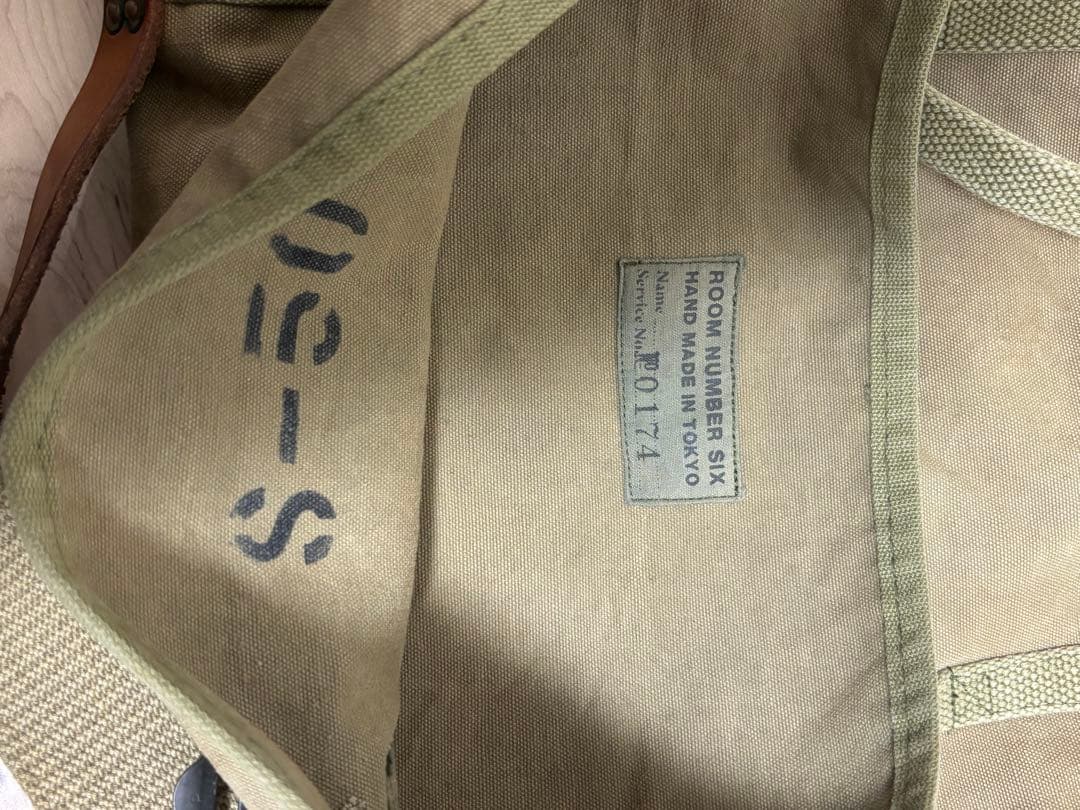 S-50
ROOM NUMBER SIX
HAND MADE IN TOKYO
Name ....
Service No. P0174